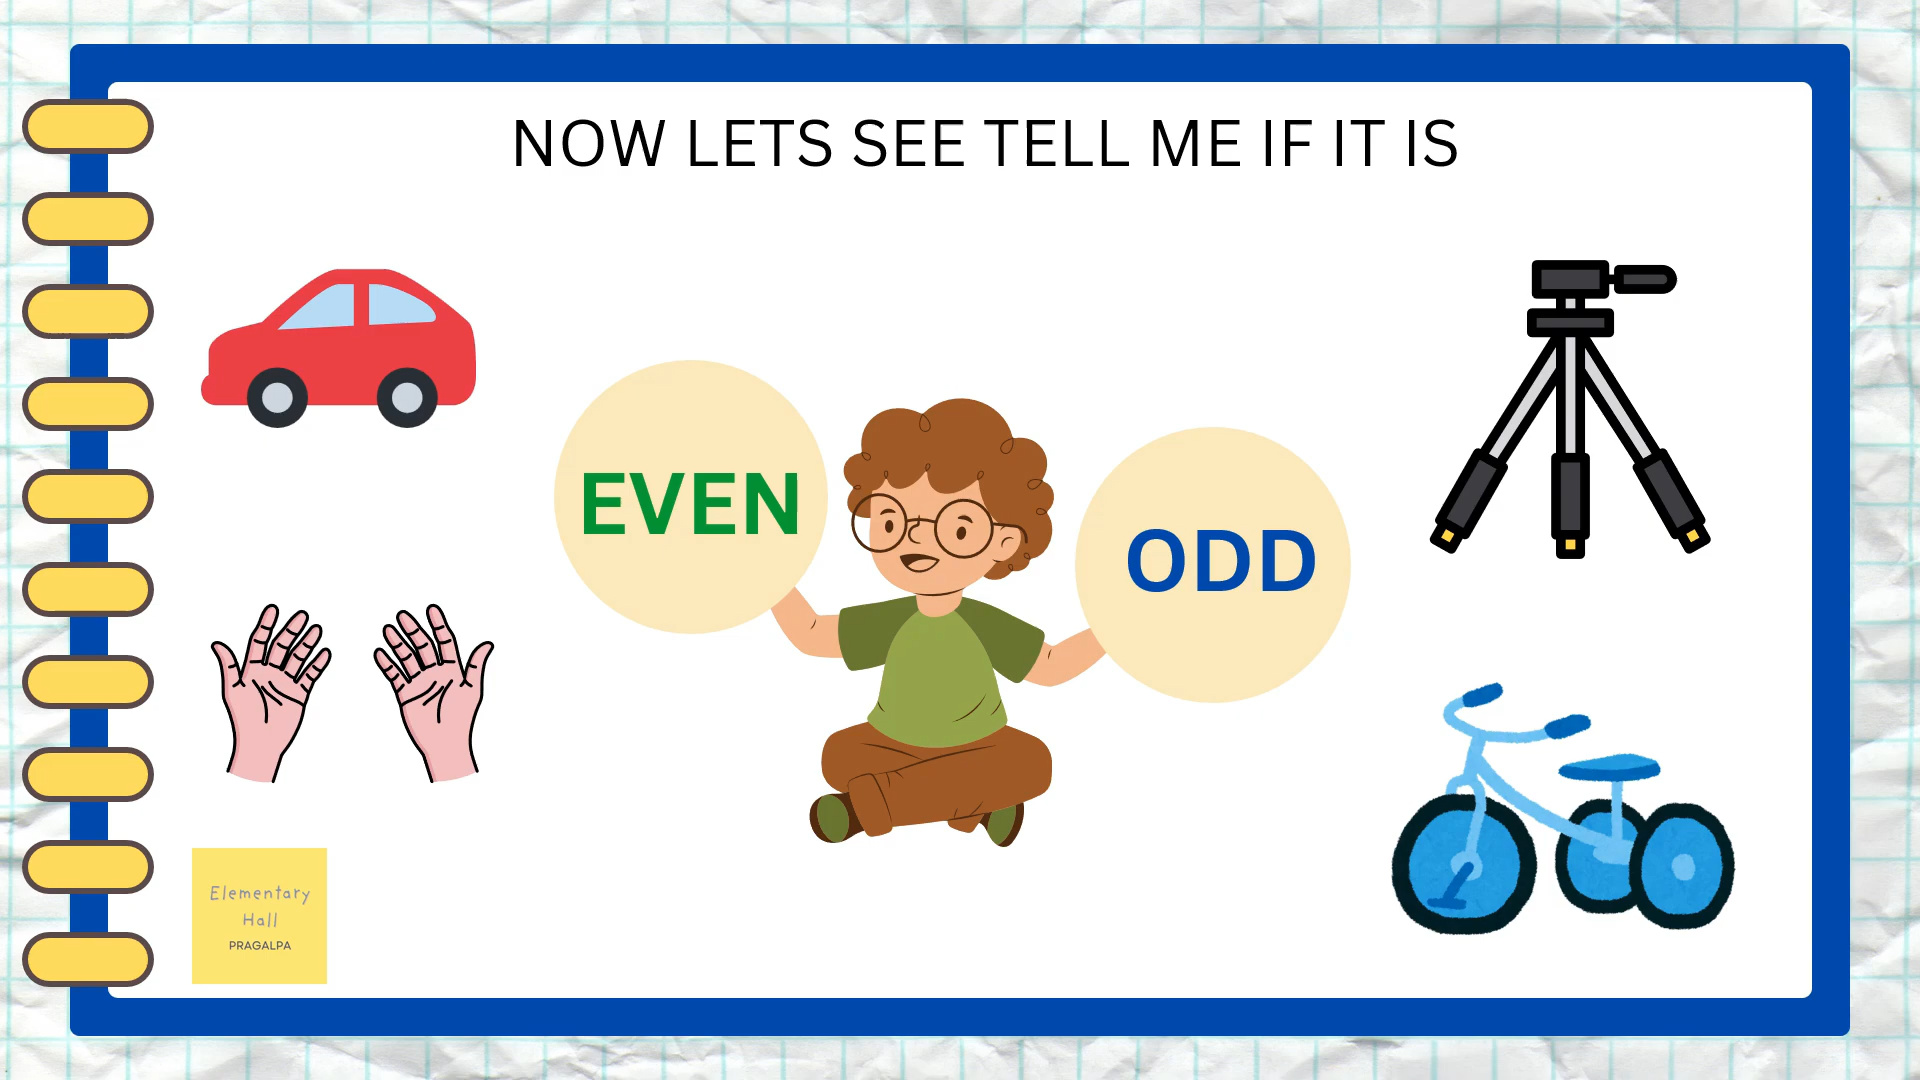 NOW LETS SEE TELL ME IF IT IS
EVEN
ODD
Elementary
Hall
PRAGALPA